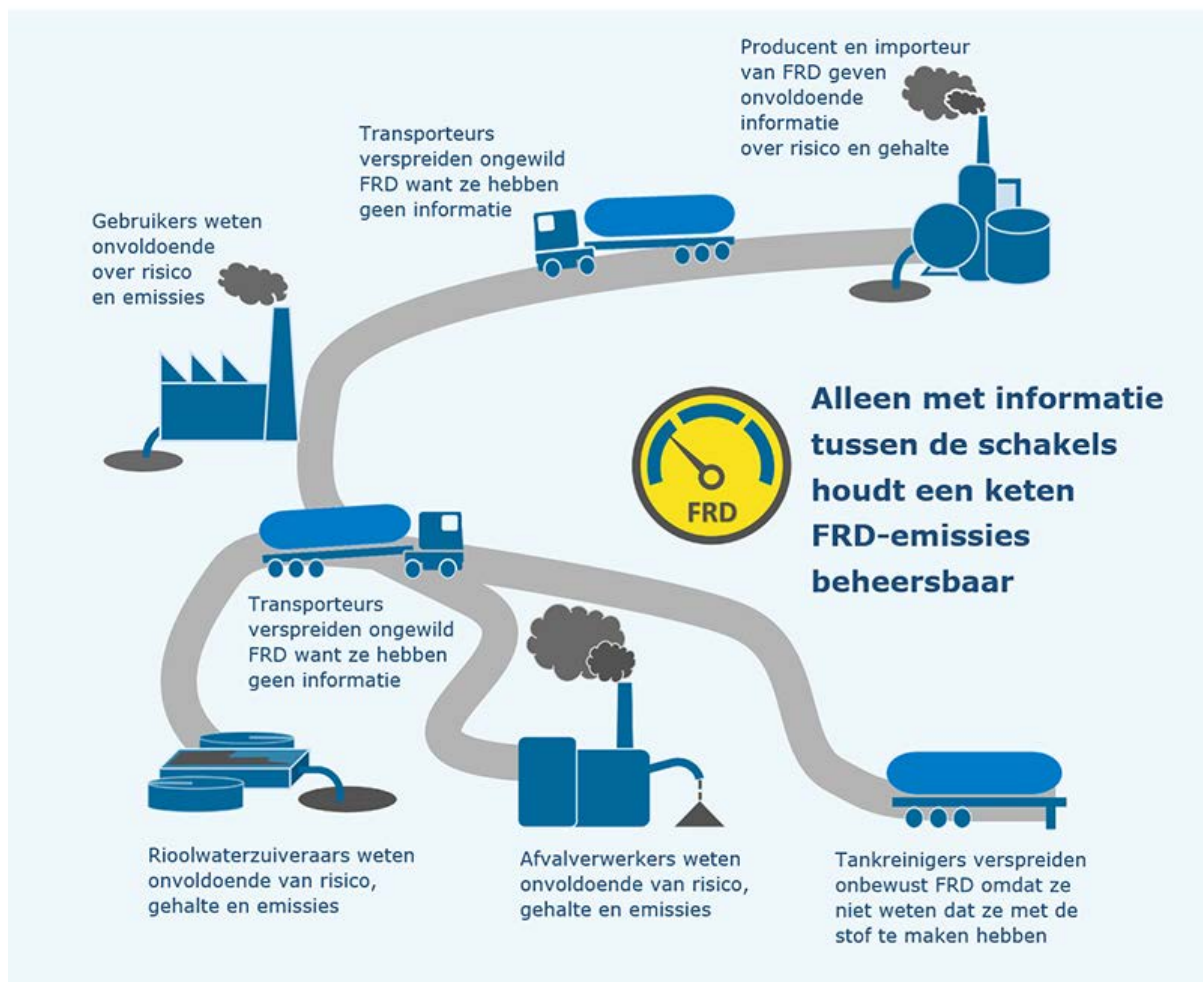 Producent en importeur
van FRD geven
onvoldoende
informatie
over risico en gehalte
Transporteurs
verspreiden ongewild
FRD want ze hebben
geen informatie
Gebruikers weten
onvoldoende
over risico
en emissies
Alleen met informatie
tussen de schakels
houdt een keten
FRD-emissies
beheersbaar
FRD
Transporteurs
verspreiden ongewild
FRD want ze hebben
geen informatie
Rioolwaterzuiveraars weten
onvoldoende van risico,
gehalte en emissies
Afvalverwerkers weten
onvoldoende van risico,
gehalte en emissies
Tankreinigers verspreiden
onbewust FRD omdat ze
niet weten dat ze met de
stof te maken hebben